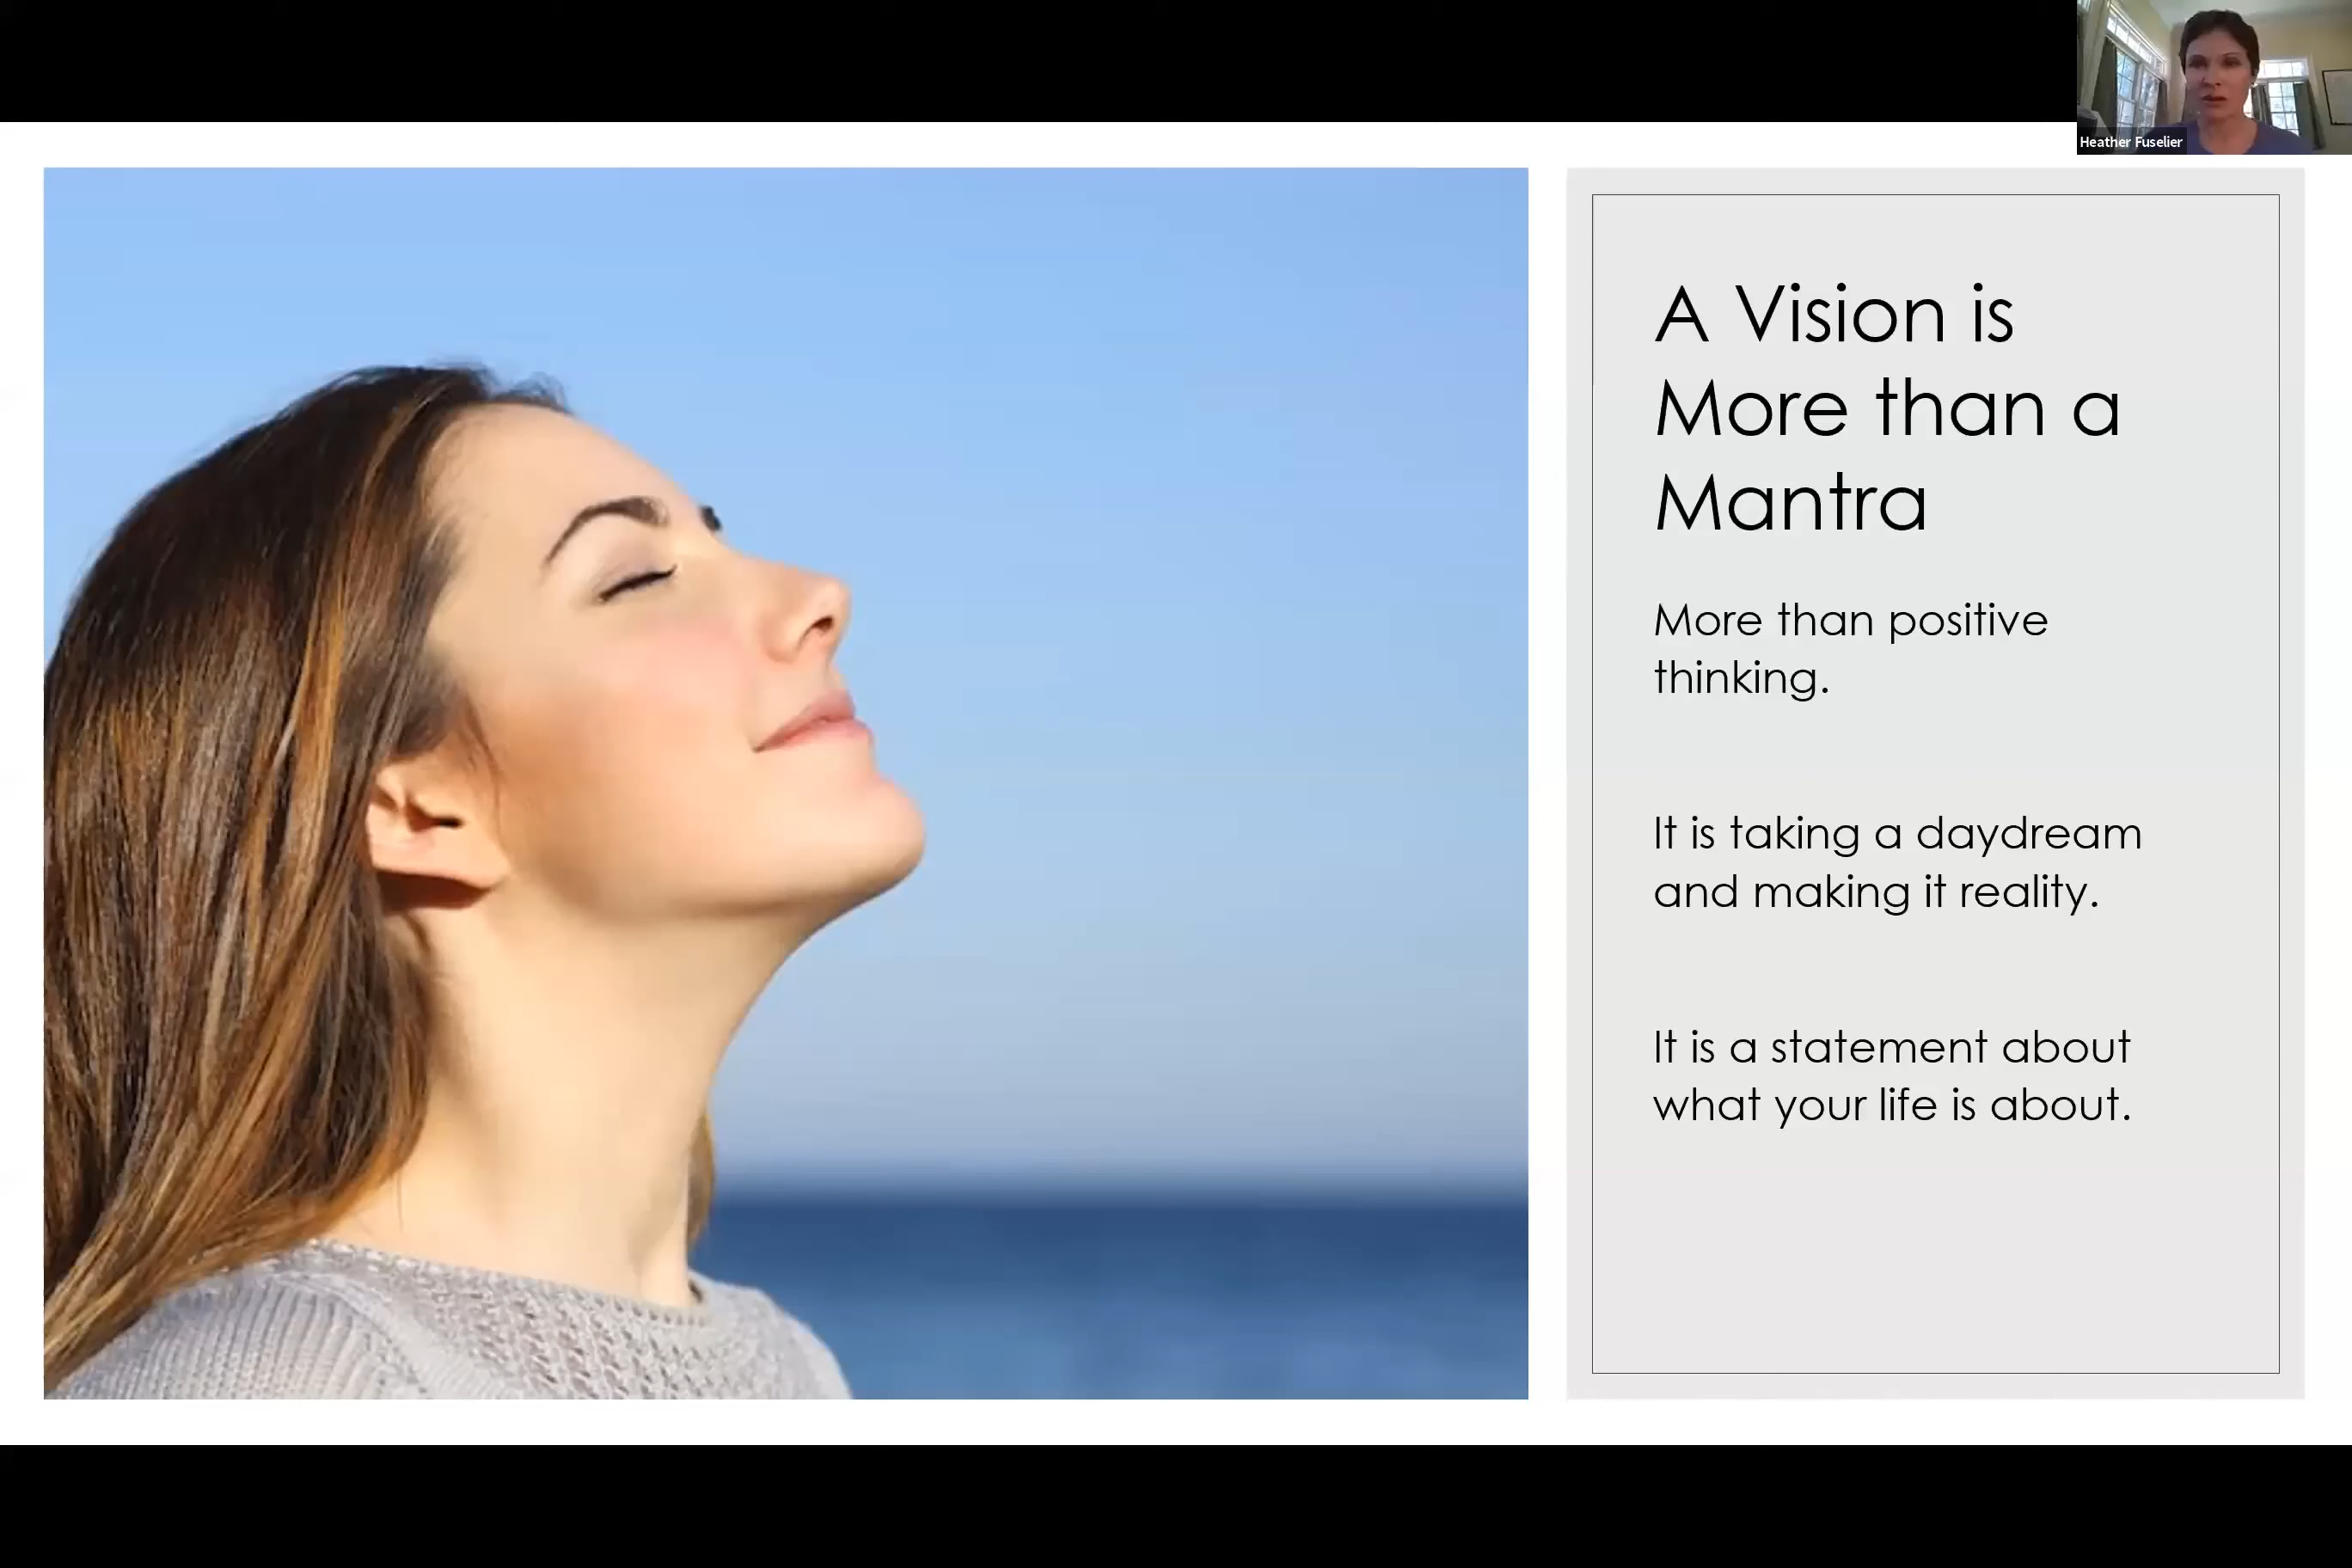 Heather Fuselier
A Vision is
More than a
Mantra
More than positive
thinking.
It is taking a daydream
and making it reality.
It is a statement about
what your life is about.